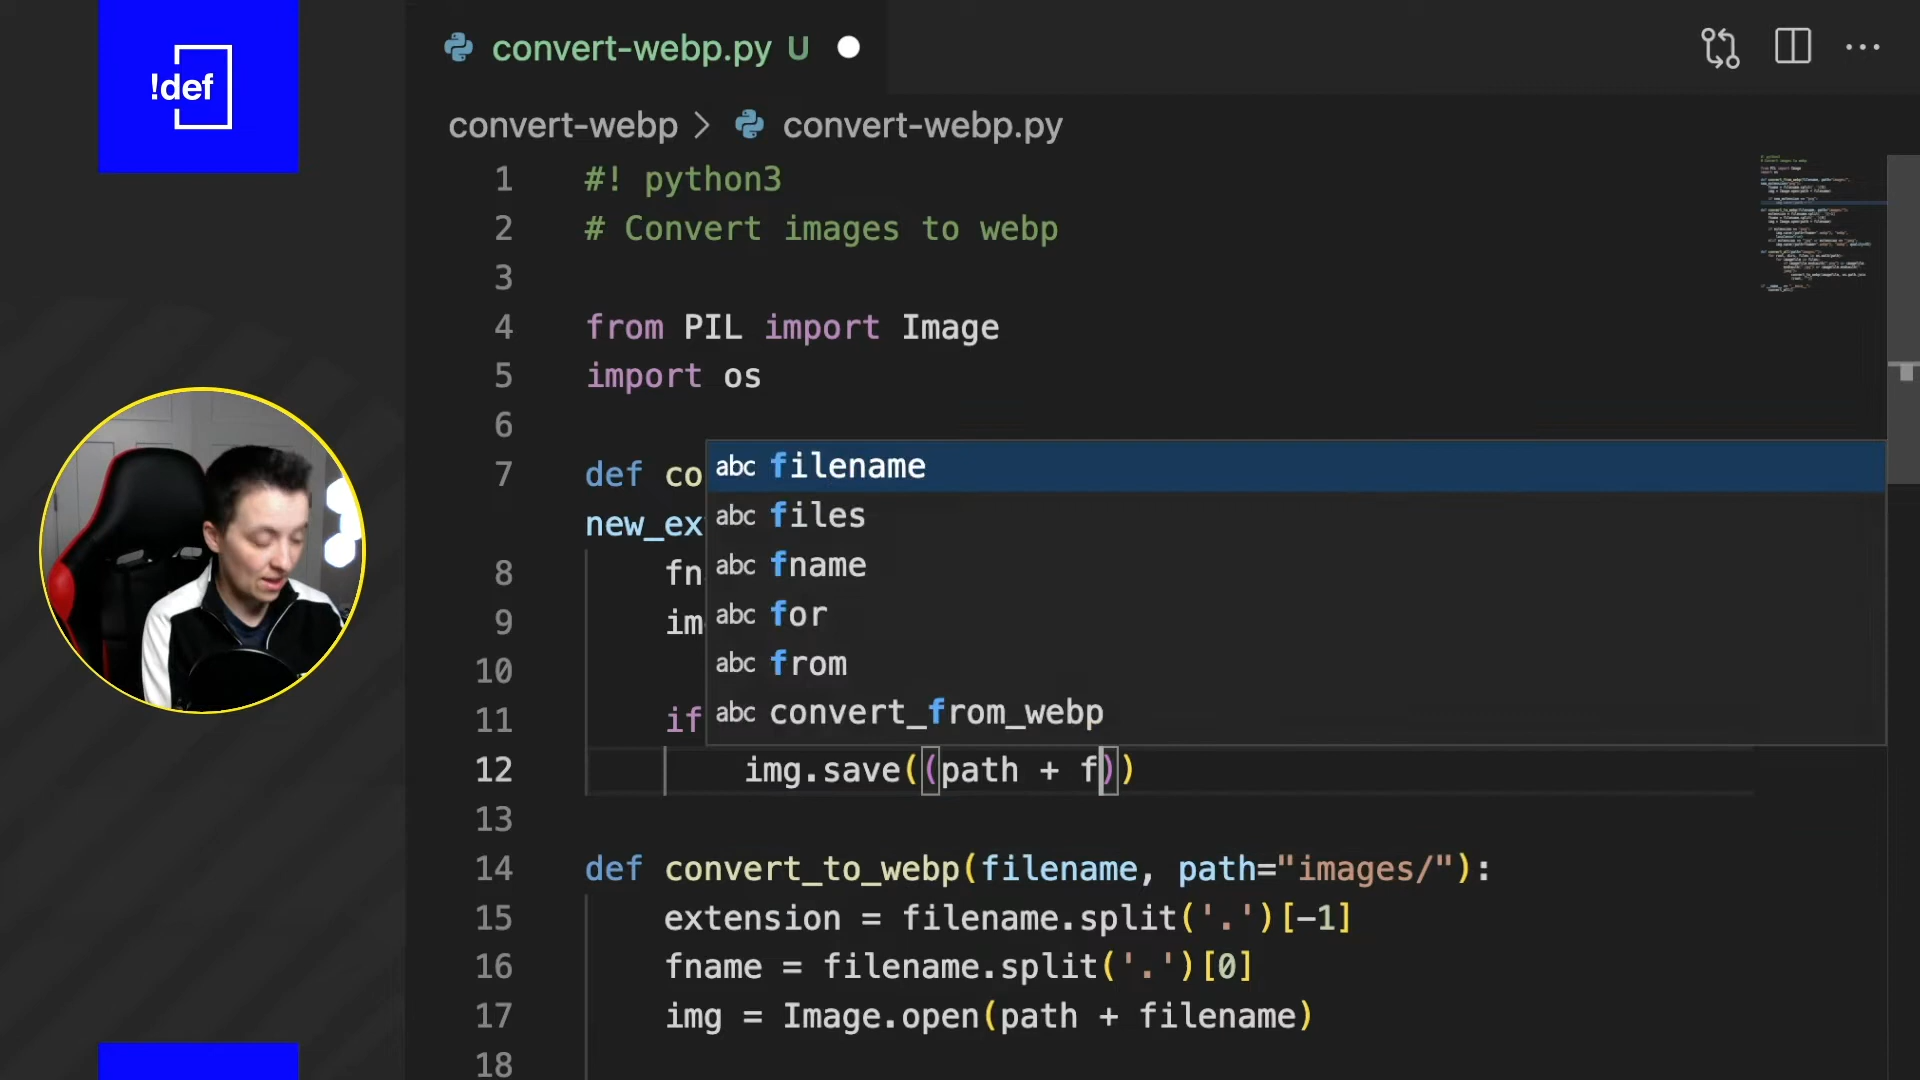 !def
convert-webp.py U
convert-webp > convert-webp.py
1 #! python3
2 # Convert images to webp
3
4 from PIL import Image
5 import os
6
7 def co
new_ex
8 fn
9 im
10
11 if
abc filename
abc files
abc fname
abc for
abc from
abc convert_from_webp
12 img.save((path + f))
13
14 def convert_to_webp(filename, path="images/"):
15 extension = filename.split('.')[-1]
16 fname = filename.split('.')[0]
17 img = Image.open(path + filename)
18